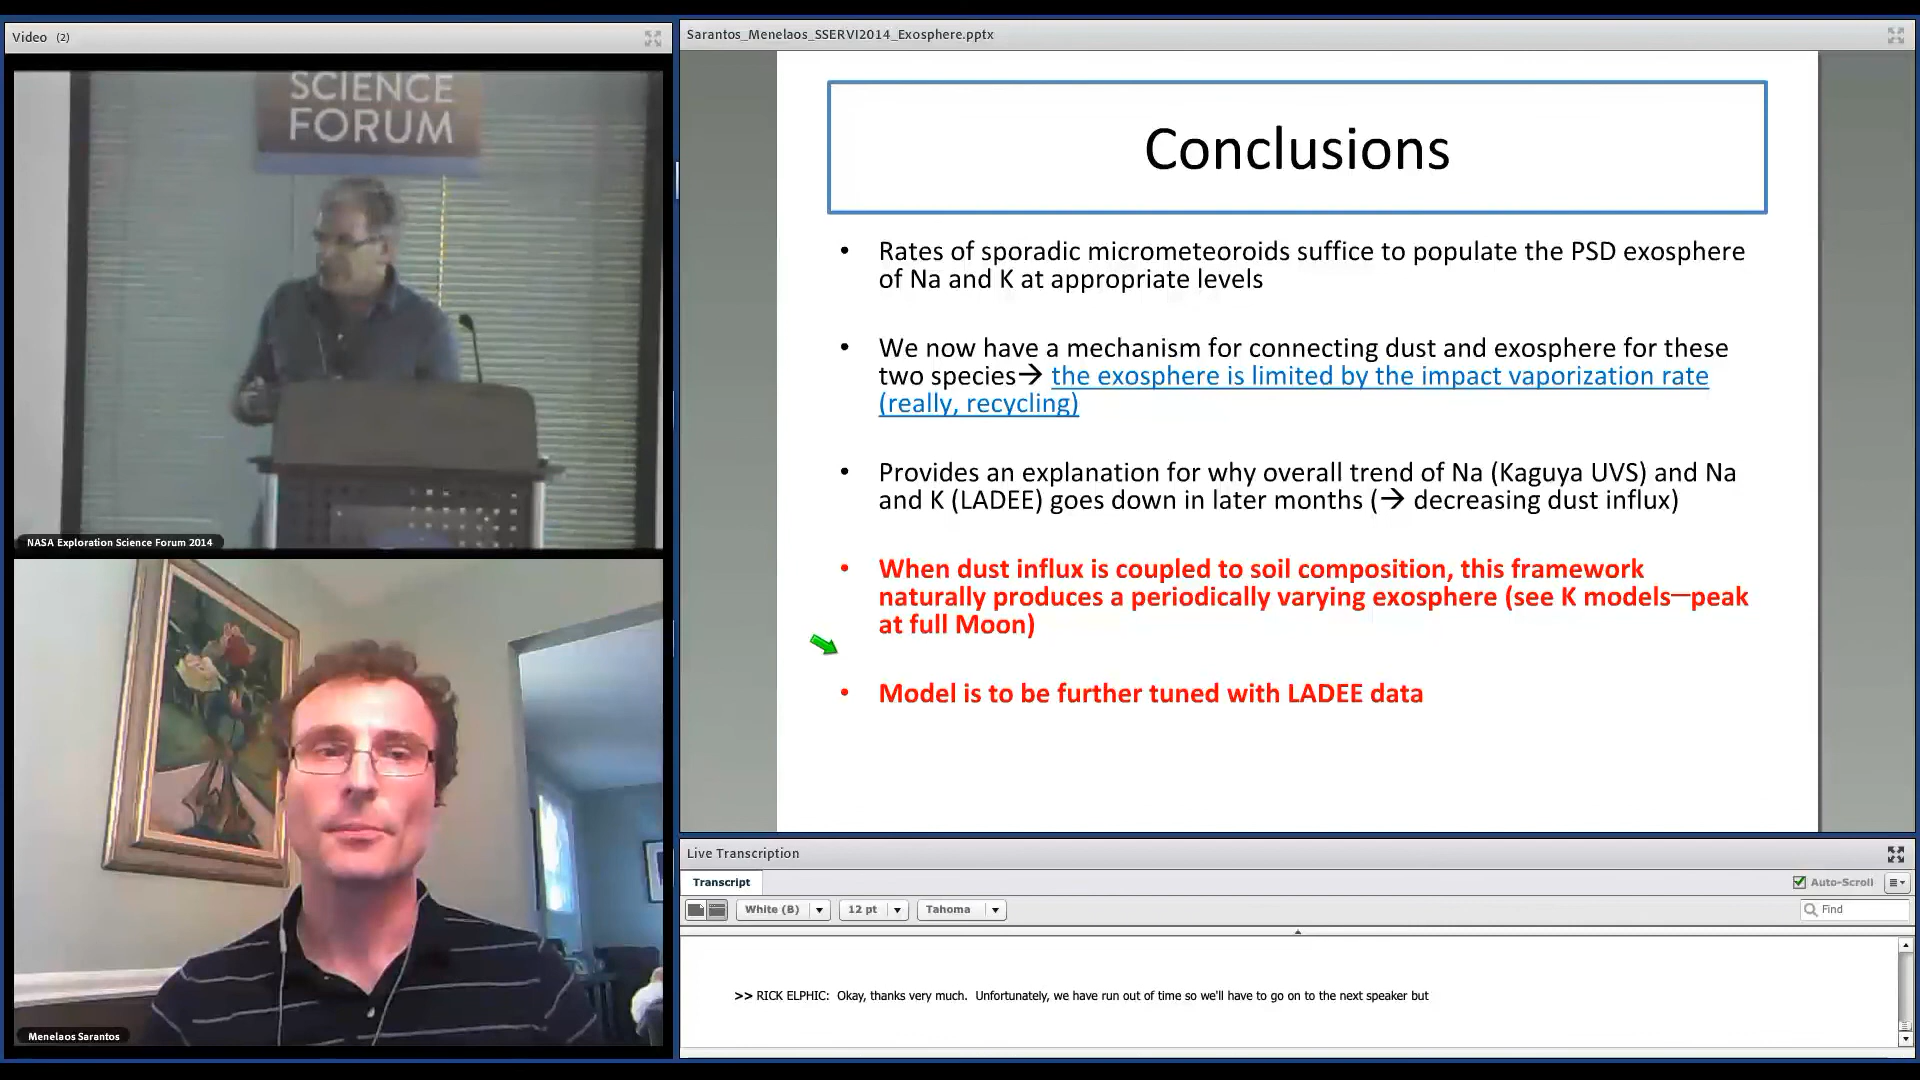 Video (2)
SCIENCE
FORUM
NASA Exploration Science Forum 2014
Menelaos Sarantos
Sarantos_Menelaos_SSERVI2014_Exosphere.pptx
Conclusions
• Rates of sporadic micrometeoroids suffice to populate the PSD exosphere
of Na and K at appropriate levels
• We now have a mechanism for connecting dust and exosphere for these
two species→ the exosphere is limited by the impact vaporization rate
(really, recycling)
• Provides an explanation for why overall trend of Na (Kaguya UVS) and Na
and K (LADEE) goes down in later months (→ decreasing dust influx)
• When dust influx is coupled to soil composition, this framework
naturally produces a periodically varying exosphere (see K models—peak
at full Moon)
• Model is to be further tuned with LADEE data
Live Transcription
Transcript
Auto-Scroll
White (B) 12 pt Tahoma Find
>> RICK ELPHIC: Okay, thanks very much. Unfortunately, we have run out of time so we'll have to go on to the next speaker but